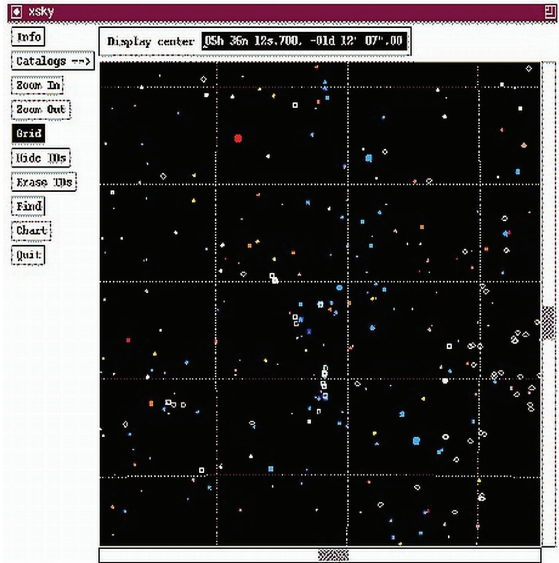 xsky
Info
Display center 05h 36m 12s.700, -01d 12' 07".00
Catalogs -->
Zoom In
Zoom Out
Grid
Hide IDs
Erase IDs
Find
Chart
Quit